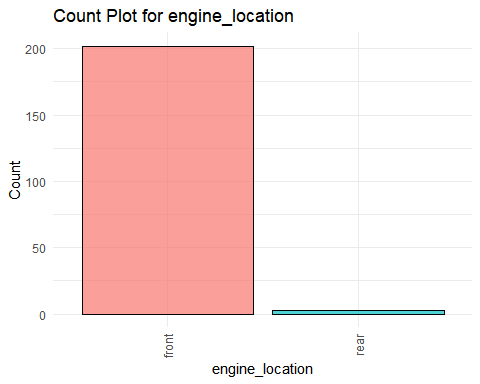 Count Plot for engine_location
200
150
100
50
0
Count
front
rear
engine_location